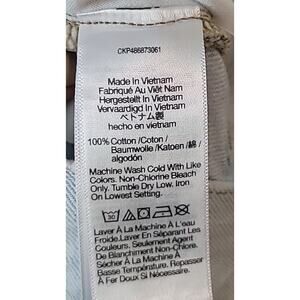 CKP486873061
Made In Vietnam
Fabriqué Au Viêt Nam
Hergestellt In Vietnam
Vervaardigd In Vietnam
ベトナム製
hecho en vietnam
100% Cotton /Coton /
Baumwolle /Katoen /綿 /
algodón
Machine Wash Cold With Like
Colors. Non-Chlorine Bleach
Only. Tumble Dry Low. Iron
on Lowest Setting.
30
Laver À La Machine À L'eau
Froide.Laver En Séparant Les
Couleurs. Seulement Agent
De Blanchiment Non-Chlore.
Sécher À La Machine À
Basse Température. Repasser
À Fer Doux Si Nécessaire.